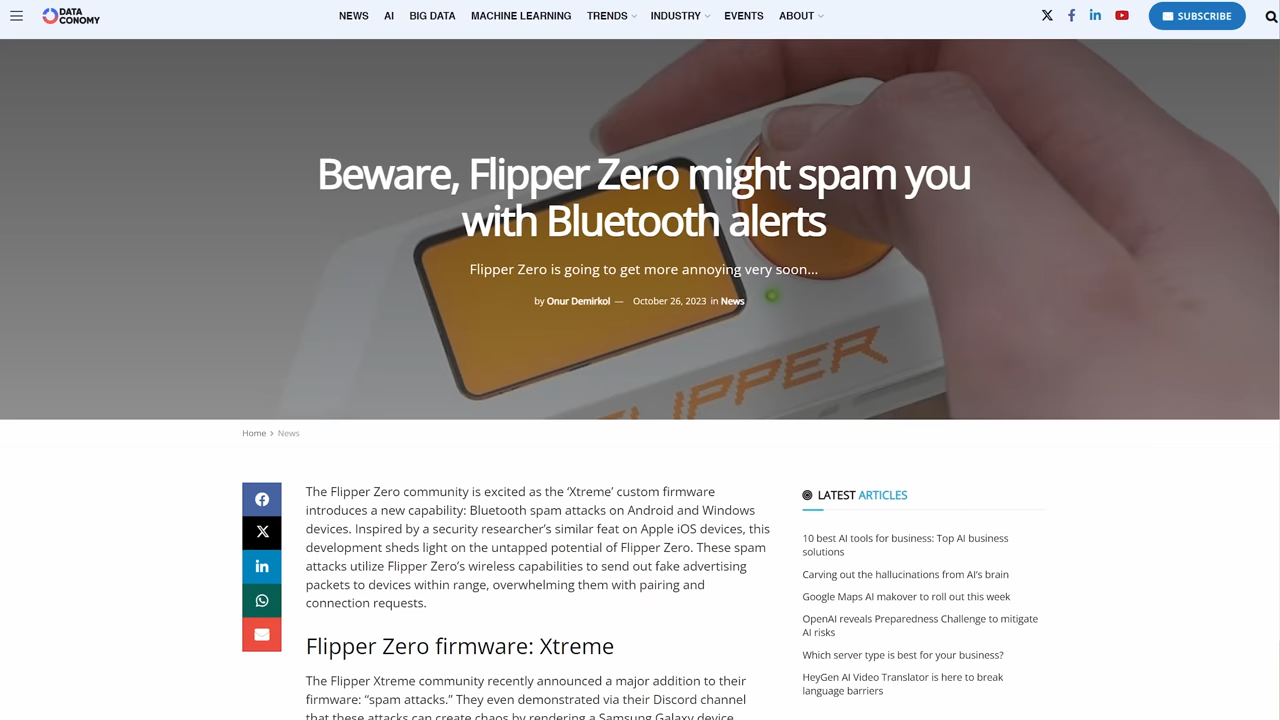 DATA
CONOMY
NEWS AI BIG DATA MACHINE LEARNING TRENDS INDUSTRY EVENTS ABOUT
SUBSCRIBE
Beware, Flipper Zero might spam you
with Bluetooth alerts
Flipper Zero is going to get more annoying very soon...
by Onur Demirkol — October 26, 2023 in News
FLIPPER
Home > News
The Flipper Zero community is excited as the ‘Xtreme’ custom firmware
introduces a new capability: Bluetooth spam attacks on Android and Windows
devices. Inspired by a security researcher’s similar feat on Apple iOS devices, this
development sheds light on the untapped potential of Flipper Zero. These spam
attacks utilize Flipper Zero’s wireless capabilities to send out fake advertising
packets to devices within range, overwhelming them with pairing and
connection requests.
Flipper Zero firmware: Xtreme
The Flipper Xtreme community recently announced a major addition to their
firmware: “spam attacks.” They even demonstrated via their Discord channel
that these attacks can create chaos by rendering a Samsung Galaxy device
LATEST ARTICLES
10 best AI tools for business: Top AI business
solutions
Carving out the hallucinations from AI’s brain
Google Maps AI makover to roll out this week
OpenAI reveals Preparedness Challenge to mitigate
AI risks
Which server type is best for your business?
HeyGen AI Video Translator is here to break
language barriers